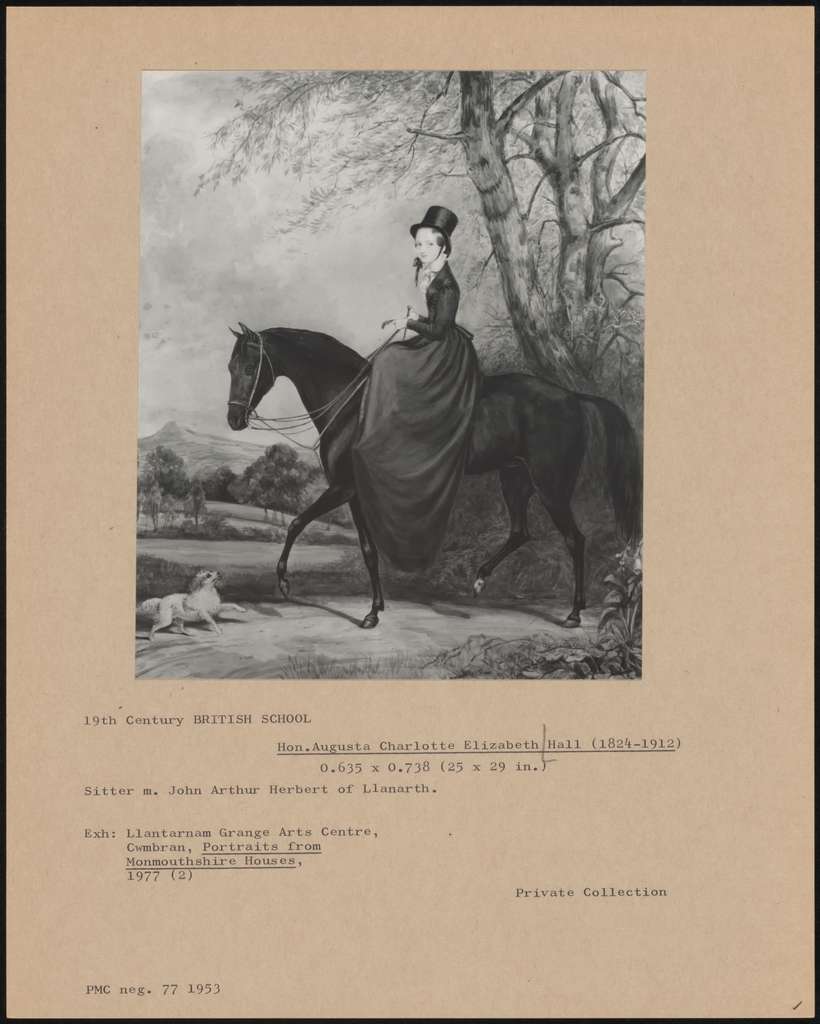 19th Century BRITISH SCHOOL
Hon.Augusta Charlotte Elizabeth Hall (1824-1912)
0.635 x 0.738 (25 x 29 in.)
Sitter m. John Arthur Herbert of Llanarth.
Exh: Llantarnam Grange Arts Centre,
Cwmbran, Portraits from
Monmouthshire Houses,
1977 (2)
Private Collection
PMC neg. 77 1953